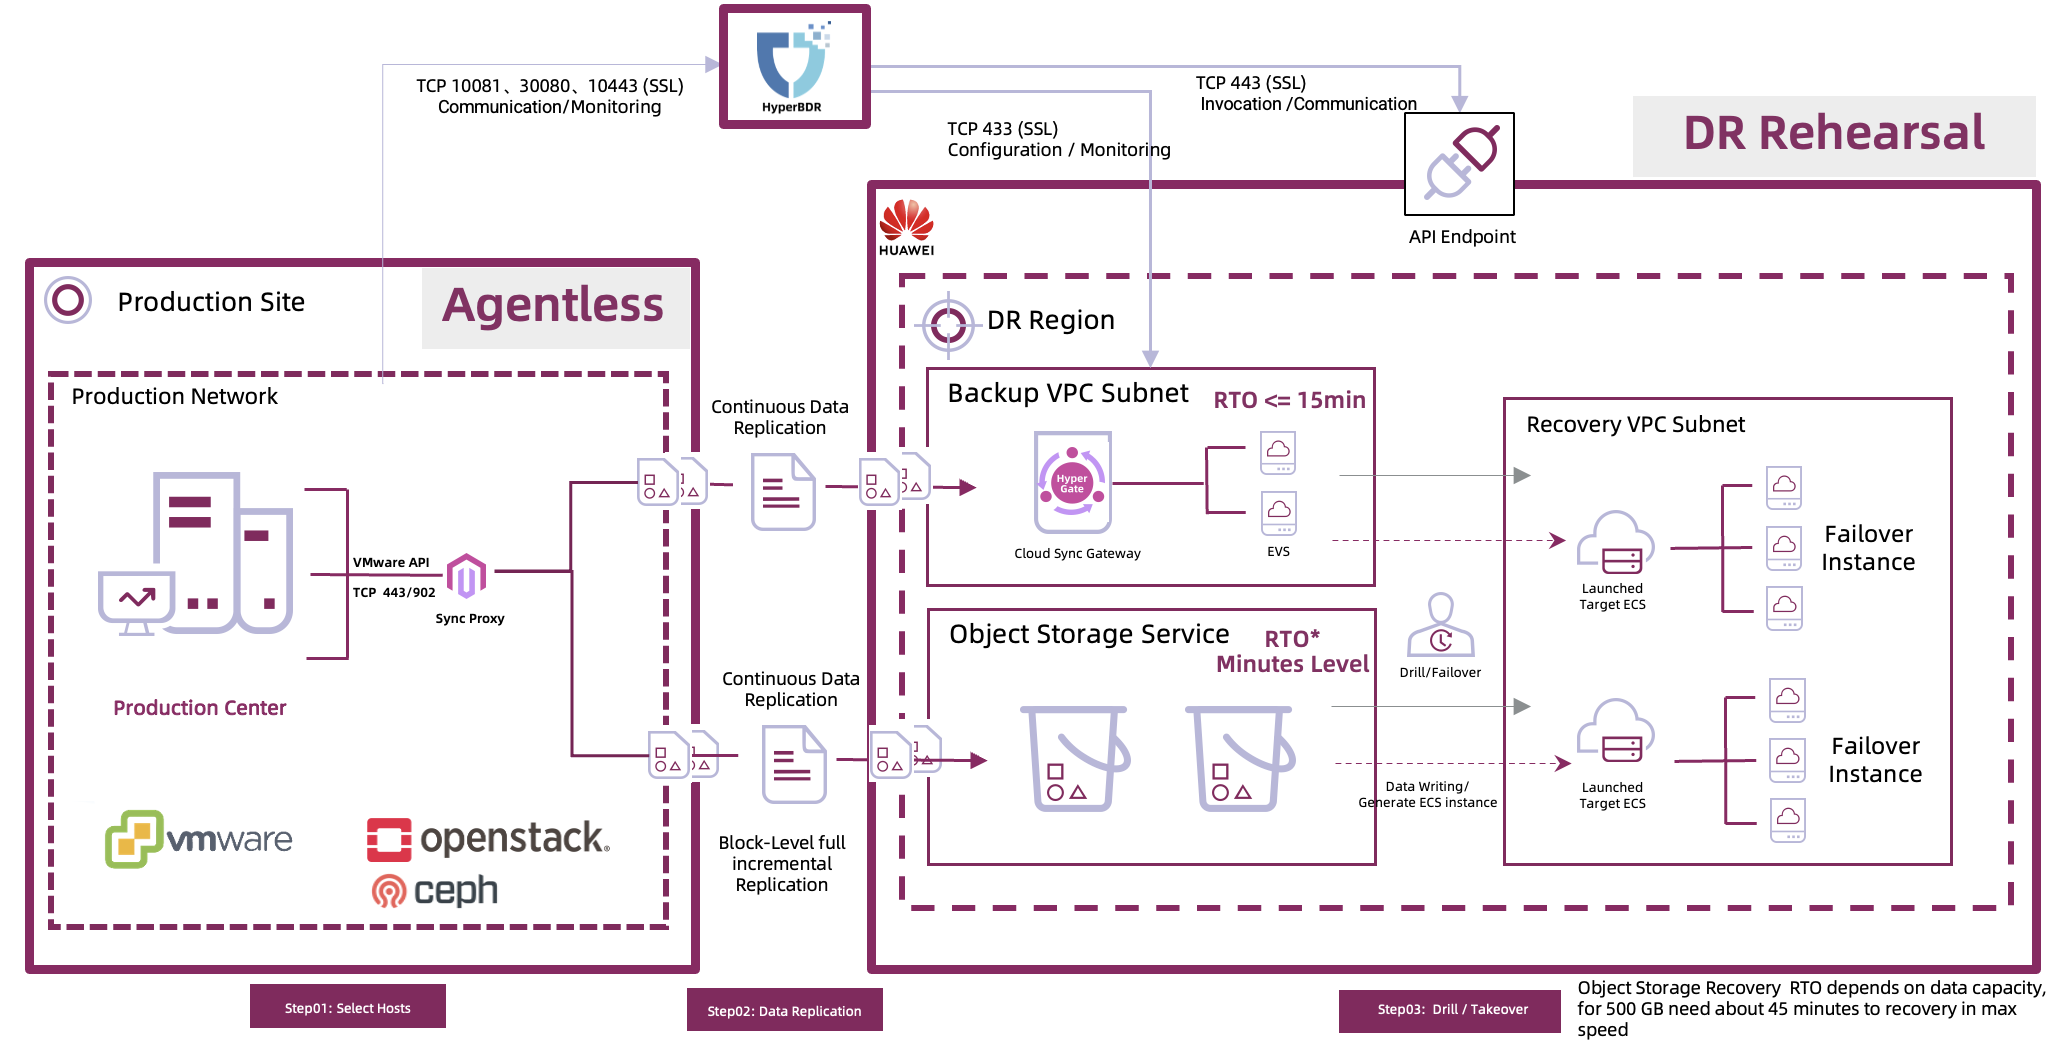 HyperBDR
TCP 10081、30080、10443 (SSL)
Communication/Monitoring
TCP 443 (SSL)
Invocation /Communication
TCP 433 (SSL)
Configuration / Monitoring
DR Rehearsal
API Endpoint
HUAWEI
Production Site
Agentless
Production Network
VMware API
TCP 443/902
Sync Proxy
Production Center
vmware
openstack®
ceph
Continuous Data
Replication
Continuous Data
Replication
Block-Level full
incremental
Replication
DR Region
Backup VPC Subnet
RTO <= 15min
Hyper
Gate
Cloud Sync Gateway
EVS
Object Storage Service
RTO*
Minutes Level
Drill/Failover
Data Writing/
Generate ECS instance
Recovery VPC Subnet
Launched
Target ECS
Failover
Instance
Launched
Target ECS
Failover
Instance
Step01: Select Hosts
Step02: Data Replication
Step03: Drill / Takeover
Object Storage Recovery RTO depends on data capacity,
for 500 GB need about 45 minutes to recovery in max
speed